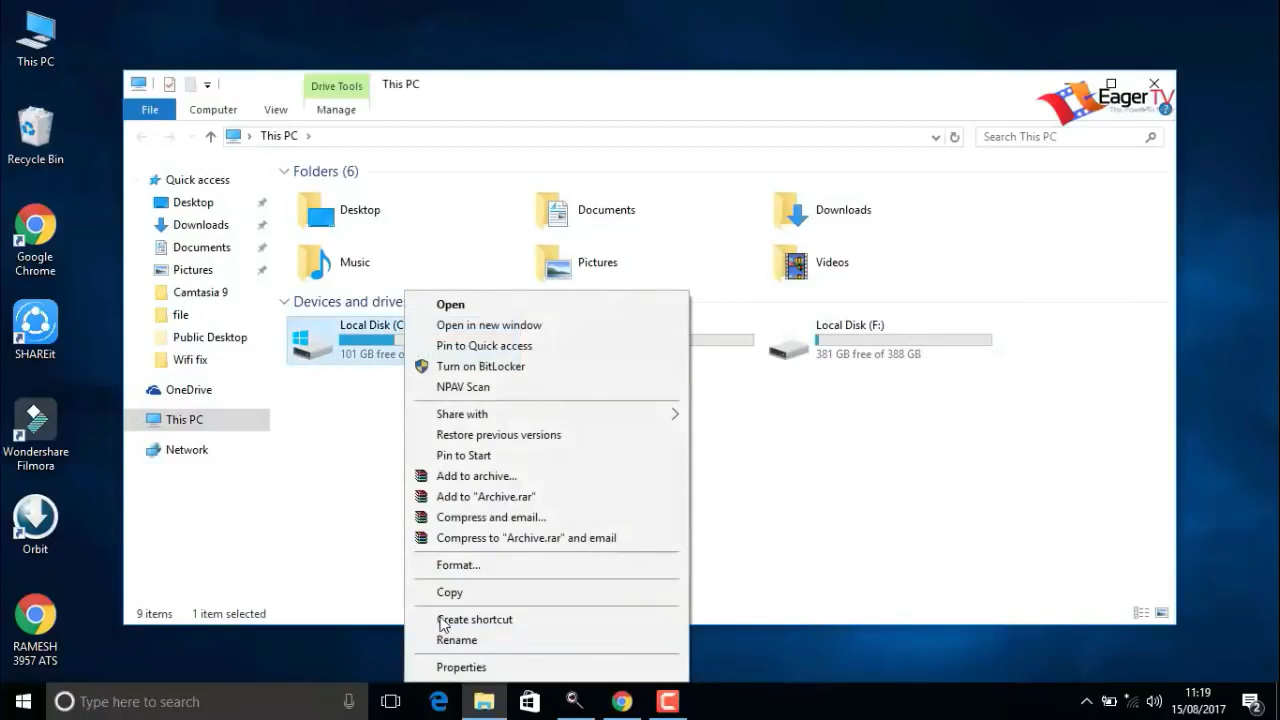 This PC
Recycle Bin
Google
Chrome
SHAREit
Wondershare
Filmora
Orbit
RAMESH
3957 ATS
Drive Tools
This PC
File
Computer
View
Manage
EagerTV
This PC
Search This PC
Quick access
Desktop
Downloads
Documents
Pictures
Camtasia 9
file
Public Desktop
Wifi fix
OneDrive
This PC
Network
Folders (6)
Desktop
Documents
Downloads
Music
Pictures
Videos
Devices and drive
Local Disk (C
101 GB free o
Local Disk (F:)
381 GB free of 388 GB
Open
Open in new window
Pin to Quick access
Turn on BitLocker
NPAV Scan
Share with
Restore previous versions
Pin to Start
Add to archive...
Add to "Archive.rar"
Compress and email...
Compress to "Archive.rar" and email
Format...
Copy
Create shortcut
Rename
Properties
9 items
1 item selected
Type here to search
11:19
15/08/2017
2